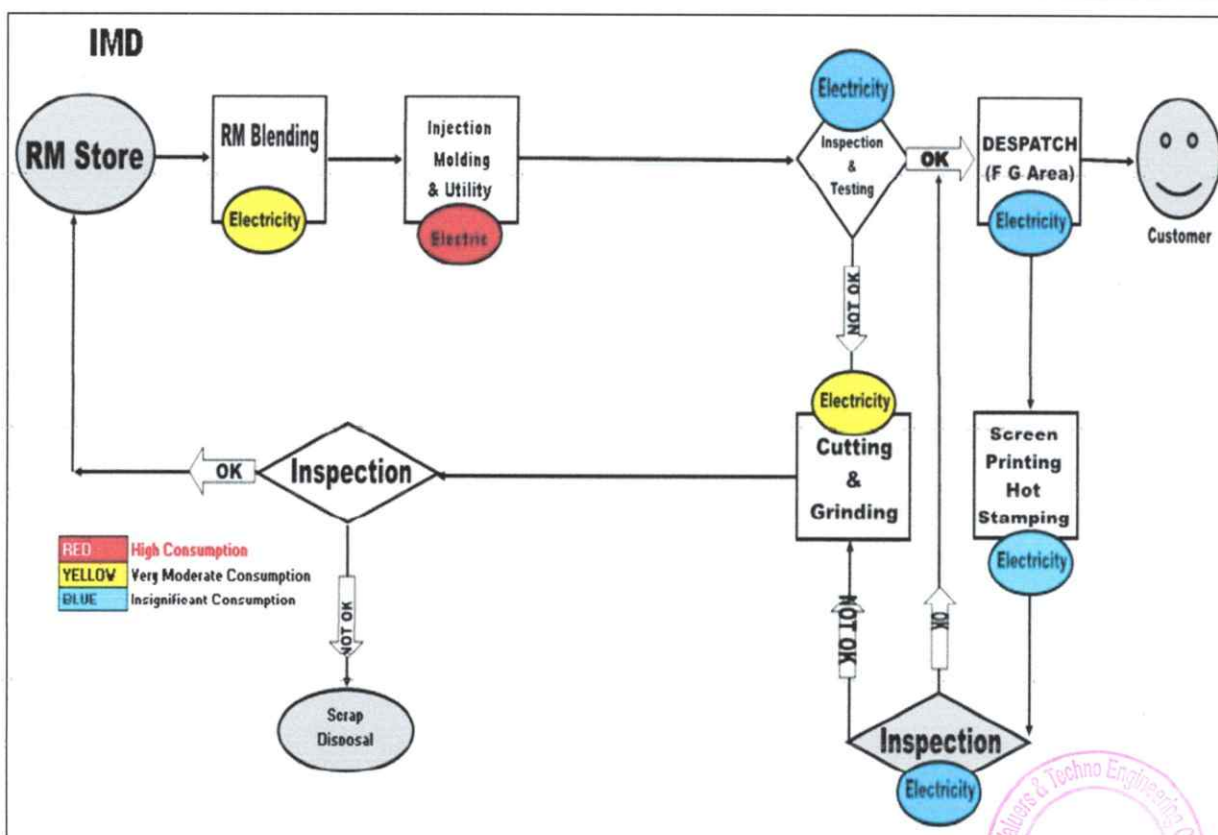 IMD
RM Store
RM Blending
Electricity
Injection
Molding
& Utility
Electric
Electricity
Inspection
&
Testing
OK
DESPATCH
(F G Area)
Electricity
Customer
NOT OK
Electricity
Cutting
&
Grinding
Screen
Printing
Hot
Stamping
Electricity
Inspection
OK
NOT OK
Scrap
Disposal
RED High Consumption
YELLOW Very Moderate Consumption
BLUE Insignificant Consumption
NOT OK
OK
Inspection
Electricity
& Techno Engineering